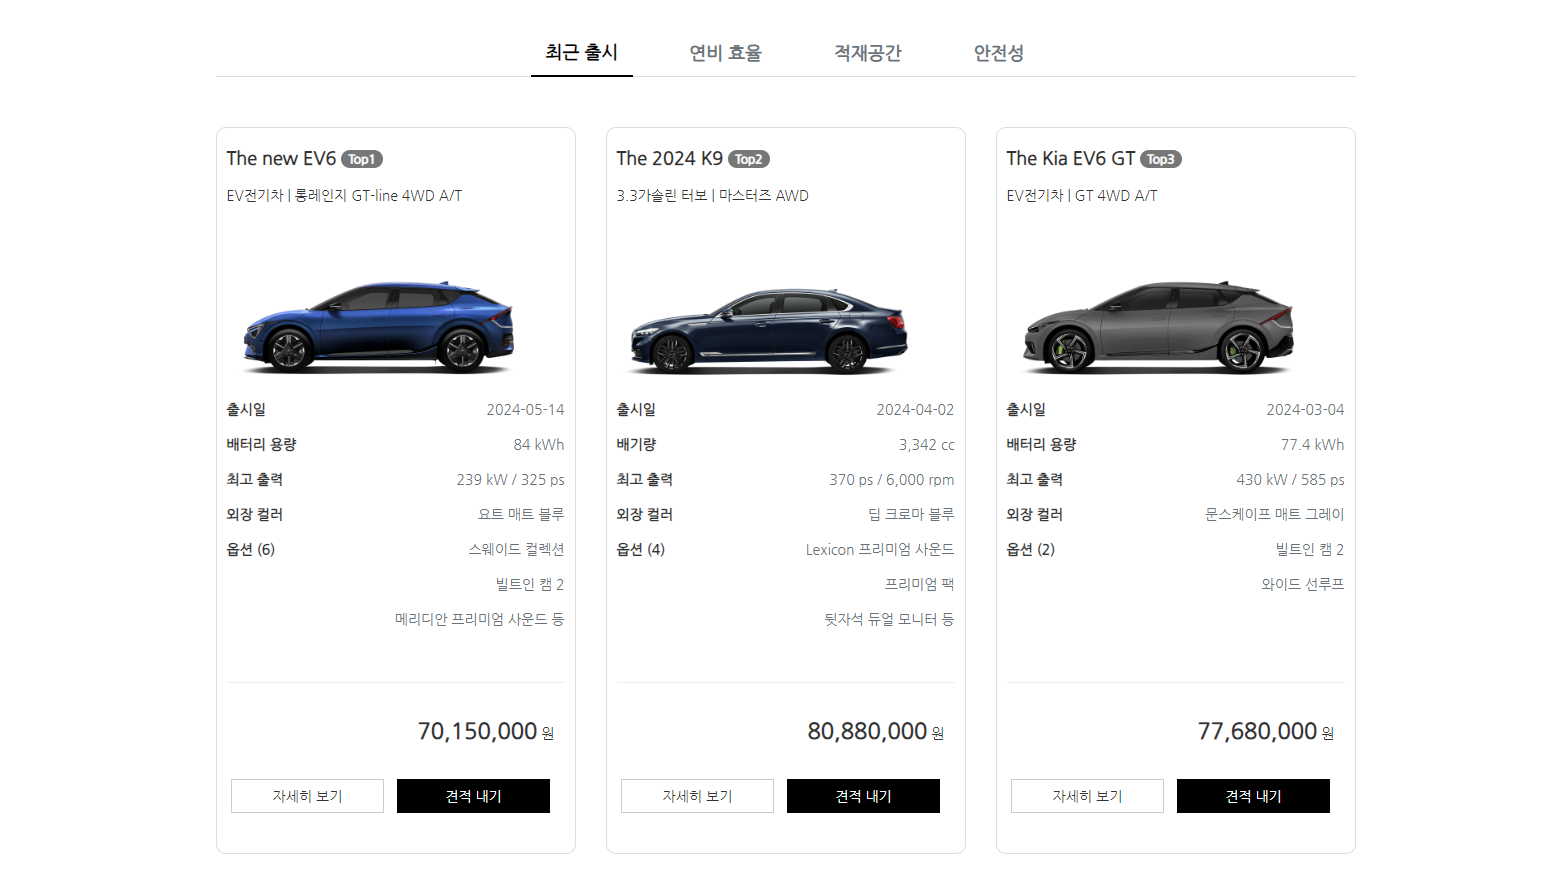 최근 출시 연비 효율 적재공간 안전성
The new EV6 Top1
EV전기차 | 롱레인지 GT-line 4WD A/T
출시일 2024-05-14
배터리 용량 84 kWh
최고 출력 239 kW / 325 ps
외장 컬러 요트 매트 블루
옵션 (6) 스웨이드 컬렉션
빌트인 캠 2
메리디안 프리미엄 사운드 등
70,150,000 원
자세히 보기 견적 내기
The 2024 K9 Top2
3.3가솔린 터보 | 마스터즈 AWD
출시일 2024-04-02
배기량 3,342 cc
최고 출력 370 ps / 6,000 rpm
외장 컬러 딥 크로마 블루
옵션 (4) Lexicon 프리미엄 사운드
프리미엄 팩
뒷자석 듀얼 모니터 등
80,880,000 원
자세히 보기 견적 내기
The Kia EV6 GT Top3
EV전기차 | GT 4WD A/T
출시일 2024-03-04
배터리 용량 77.4 kWh
최고 출력 430 kW / 585 ps
외장 컬러 문스케이프 매트 그레이
옵션 (2) 빌트인 캠 2
와이드 선루프
77,680,000 원
자세히 보기 견적 내기